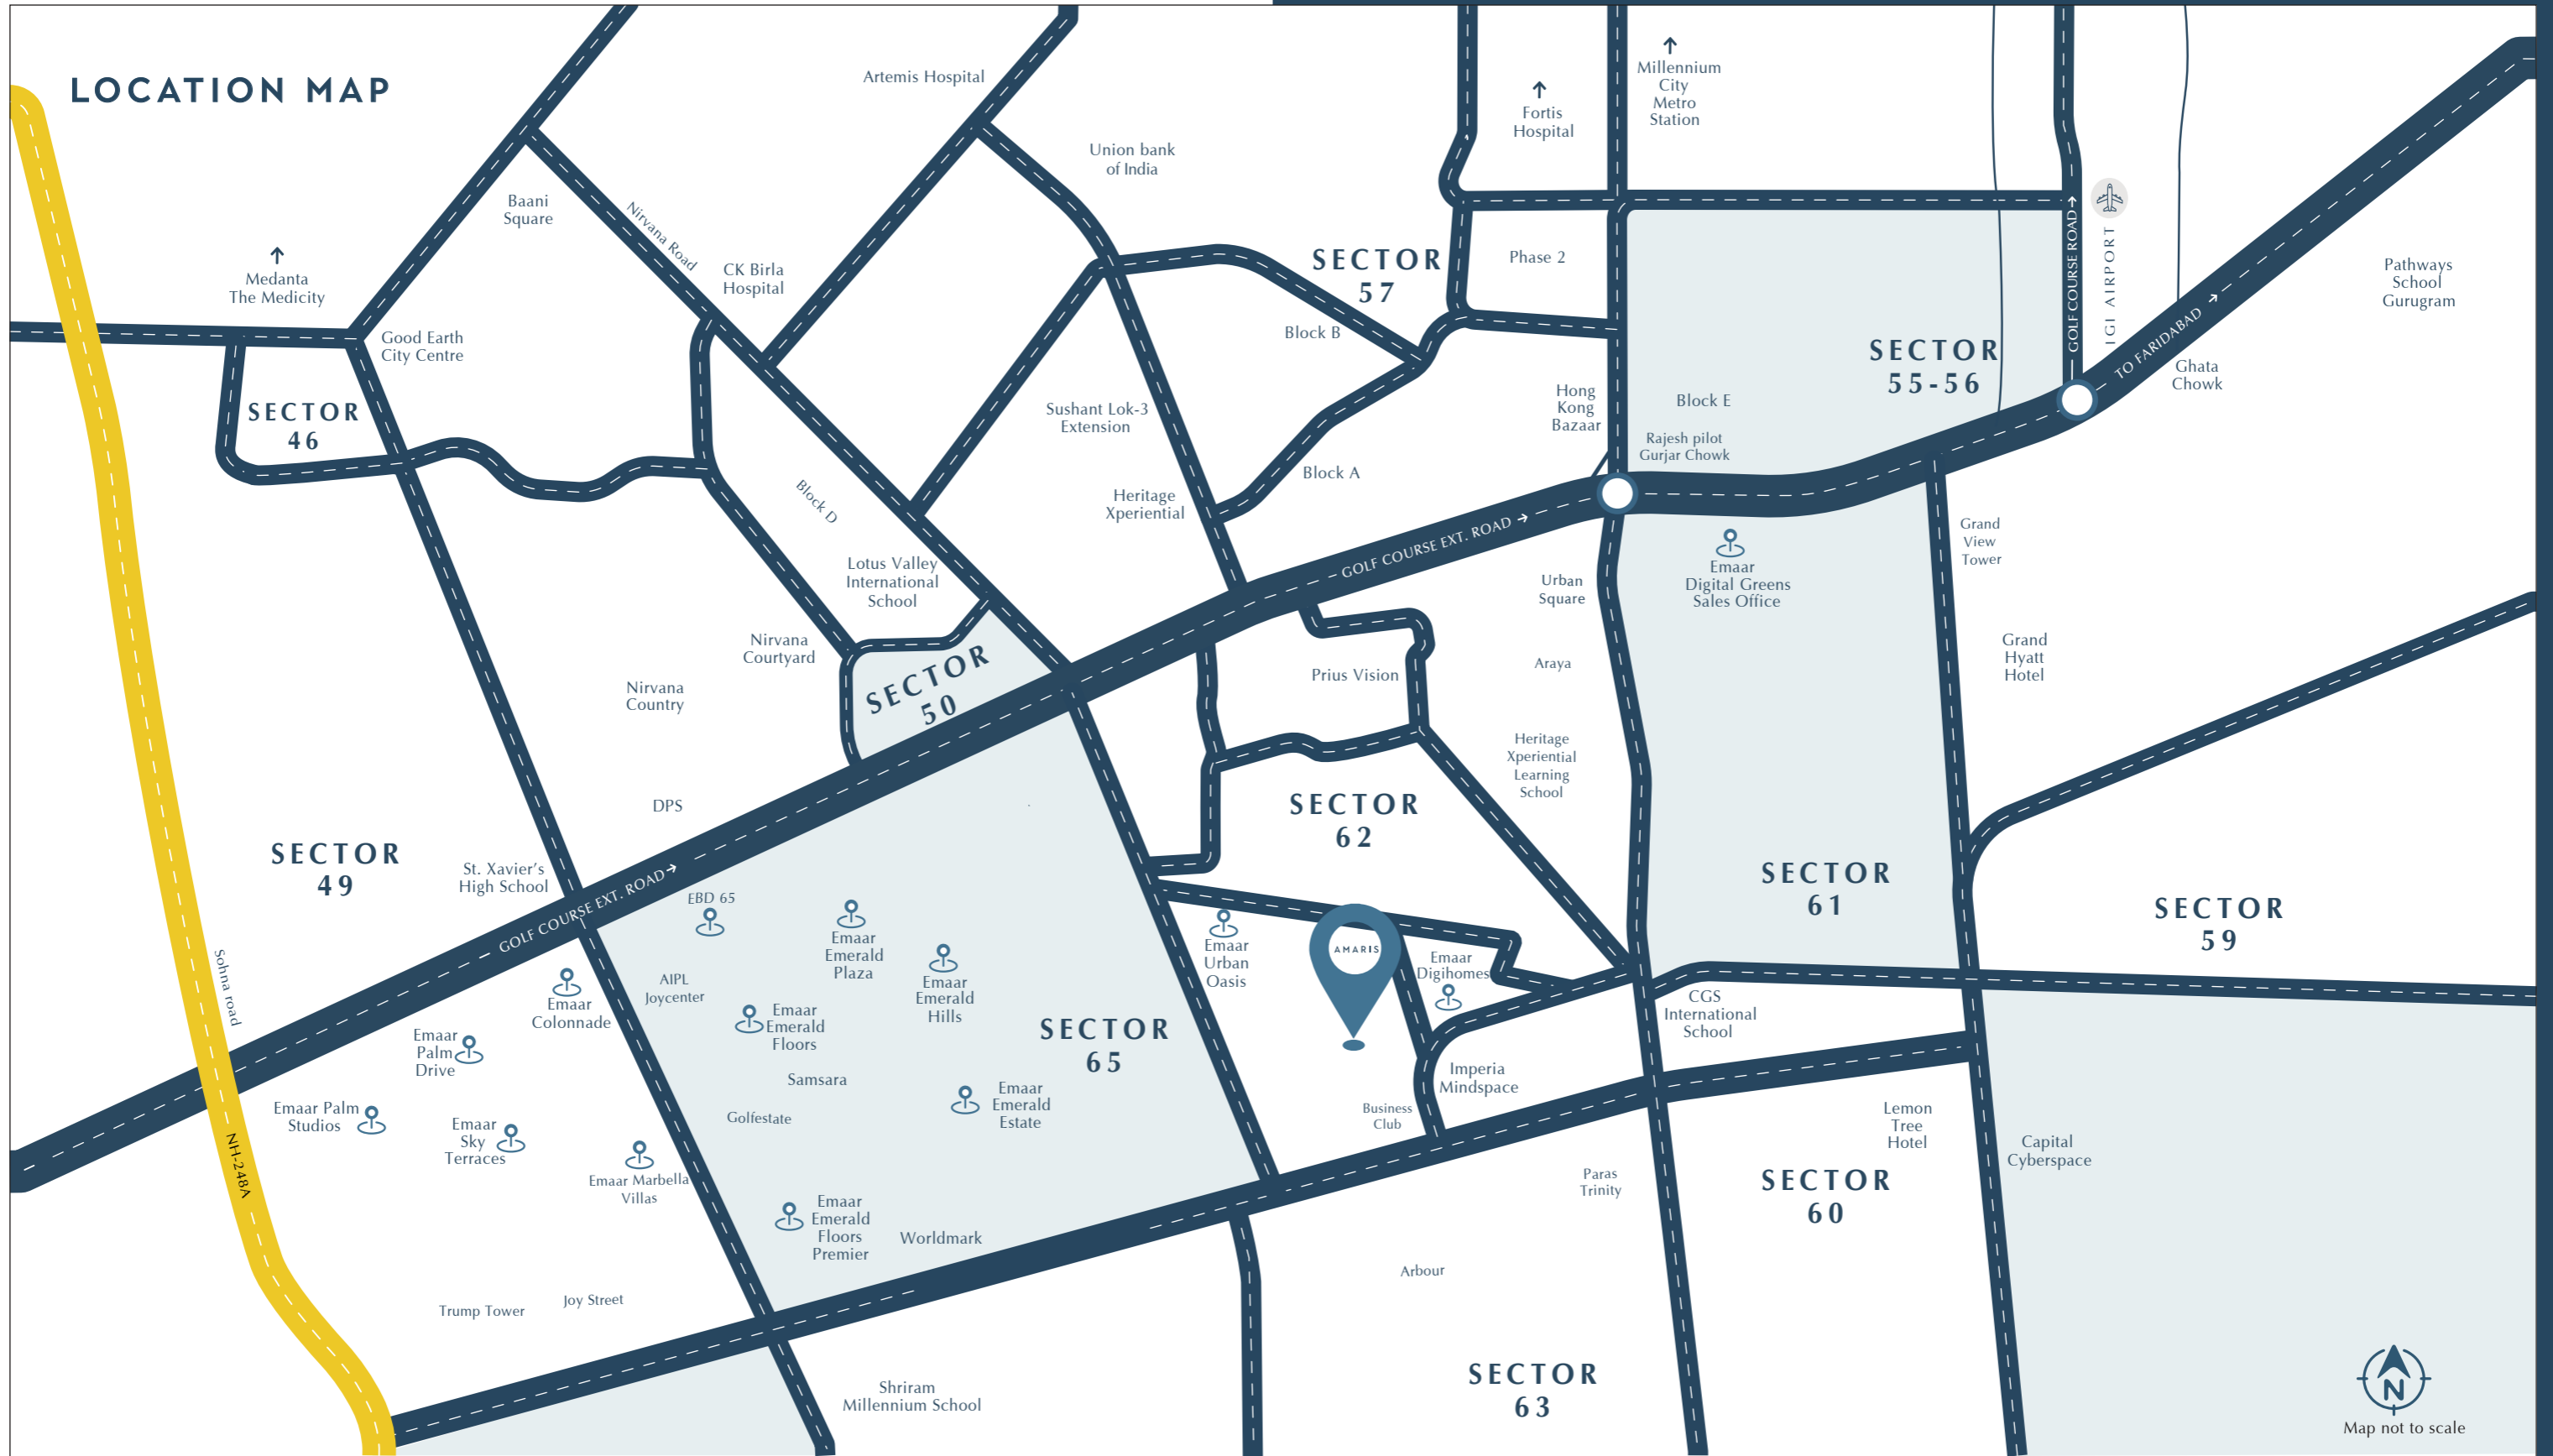 LOCATION MAP
Artemis Hospital
Millennium
City
Metro
Station
Fortis
Hospital
Union bank
of India
Baani
Square
Nirvana Road
CK Birla
Hospital
Medanta
The Medicity
Good Earth
City Centre
SECTOR
46
SECTOR
57
Phase 2
Block B
GOLF COURSE ROAD
IGI AIRPORT
TO FARIDABAD
Pathways
School
Gurugram
Ghata
Chowk
SECTOR
55-56
Block E
Hong
Kong
Bazaar
Rajesh pilot
Gurjar Chowk
Sushant Lok-3
Extension
Block A
Heritage
Xperiential
Block D
Lotus Valley
International
School
GOLF COURSE EXT. ROAD
Emaar
Digital Greens
Sales Office
Grand
View
Tower
Urban
Square
Nirvana
Courtyard
SECTOR
50
Nirvana
Country
Prius Vision
Araya
Grand
Hyatt
Hotel
Heritage
Xperiential
Learning
School
DPS
SECTOR
62
SECTOR
49
St. Xavier's
High School
GOLF COURSE EXT. ROAD
EBD 65
Emaar
Emerald
Plaza
SECTOR
61
SECTOR
59
Sohna road
Emaar
Colonnade
AIPL
Joycenter
Emaar
Emerald
Hills
Emaar
Urban
Oasis
AMARIS
Emaar
Digihomes
CGS
International
School
Emaar
Palm
Drive
Emaar
Emerald
Floors
SECTOR
65
Samsara
Imperia
Mindspace
Emaar Palm
Studios
Emaar
Sky
Terraces
Golfestate
Emaar
Emerald
Estate
Business
Club
Lemon
Tree
Hotel
Capital
Cyberspace
NH-248A
Emaar Marbella
Villas
Paras
Trinity
SECTOR
60
Emaar
Emerald
Floors
Premier
Worldmark
Arbour
Trump Tower
Joy Street
SECTOR
63
Shriram
Millennium School
N
Map not to scale